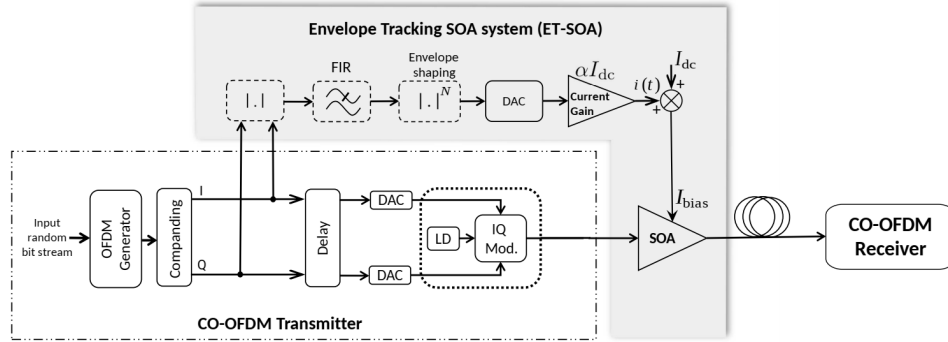 Envelope Tracking SOA system (ET-SOA)
Envelope
shaping
FIR
αI_dc
I_dc
|.|
|.|^N
DAC
Current
Gain
i(t)
+
+
Input
random
bit stream
OFDM
Generator
Companding
I
Q
Delay
DAC
DAC
LD
IQ
Mod.
I_bias
SOA
CO-OFDM
Receiver
CO-OFDM Transmitter